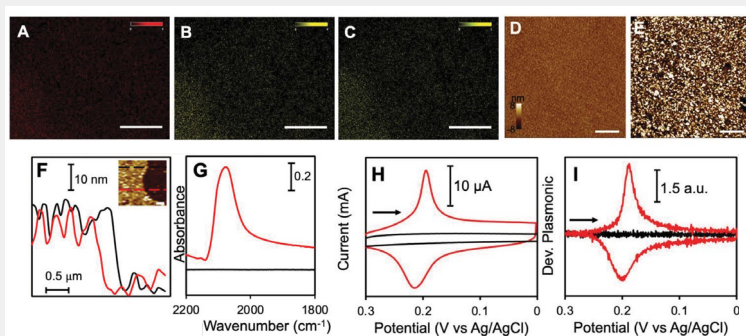 A
B
C
D
E
nm
8
-8
F
10 nm
0.5 µm
G
0.2
Absorbance
2200
2000
1800
Wavenumber (cm-1)
H
10 µA
Current (mA)
0.3
0.2
0.1
0
Potential (V vs Ag/AgCl)
I
1.5 a.u.
Dev. Plasmonic
0.3
0.2
0.1
0
Potential (V vs Ag/AgCl)